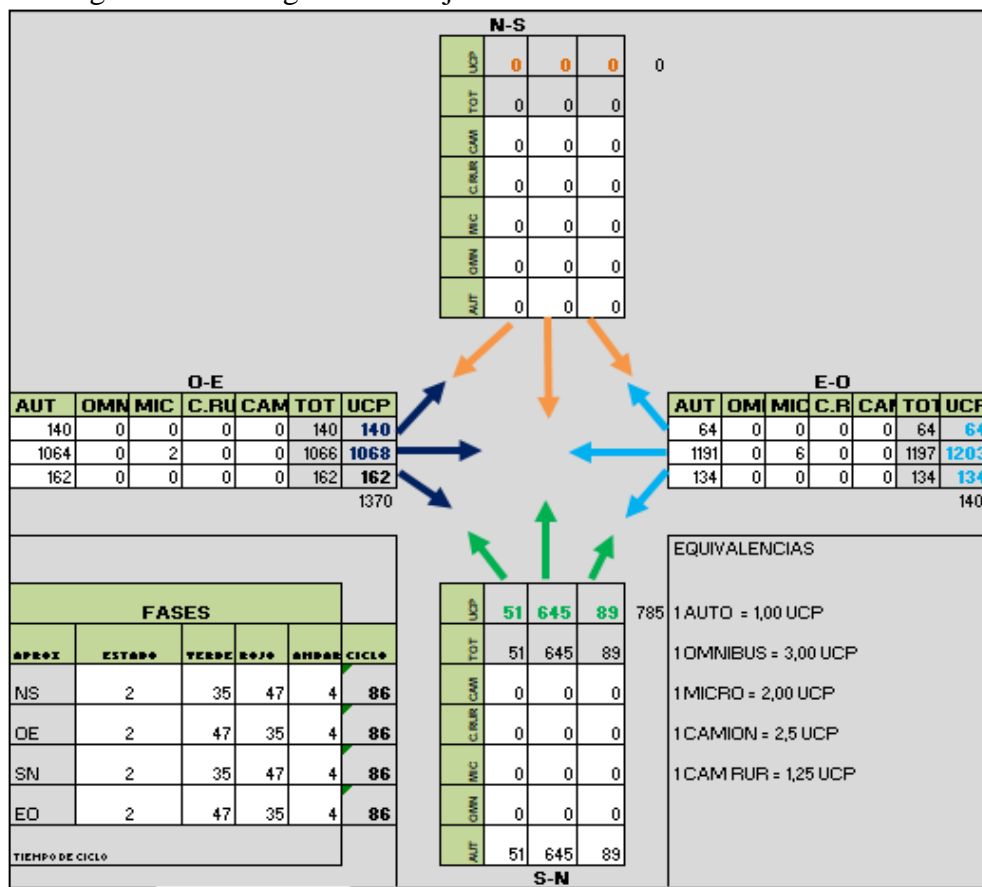 N-S
UCP 0 0 0 0
TOT 0 0 0
CAM 0 0 0
C.RUR 0 0 0
MIC 0 0 0
OMN 0 0 0
AUT 0 0 0
O-E
AUT OMN MIC C.RU CAM TOT UCP
140 0 0 0 0 140 140
1064 0 2 0 0 1066 1068
162 0 0 0 0 162 162
1370
E-O
AUT OMI MIC C.R CAI TOT UCP
64 0 0 0 0 64 64
1191 0 6 0 0 1197 1203
134 0 0 0 0 134 134
140
FASES
APROX ESTADO VERDE ROJO AMBAR CICLO
NS 2 35 47 4 86
OE 2 47 35 4 86
SN 2 35 47 4 86
EO 2 47 35 4 86
TIEMPO DE CICLO
UCP 51 645 89 785
TOT 51 645 89
CAM 0 0 0
C.RUR 0 0 0
MIC 0 0 0
OMN 0 0 0
AUT 51 645 89
S-N
EQUIVALENCIAS
1 AUTO = 1,00 UCP
1 OMNIBUS = 3,00 UCP
1 MICRO = 2,00 UCP
1 CAMION = 2,5 UCP
1 CAM RUR = 1,25 UCP